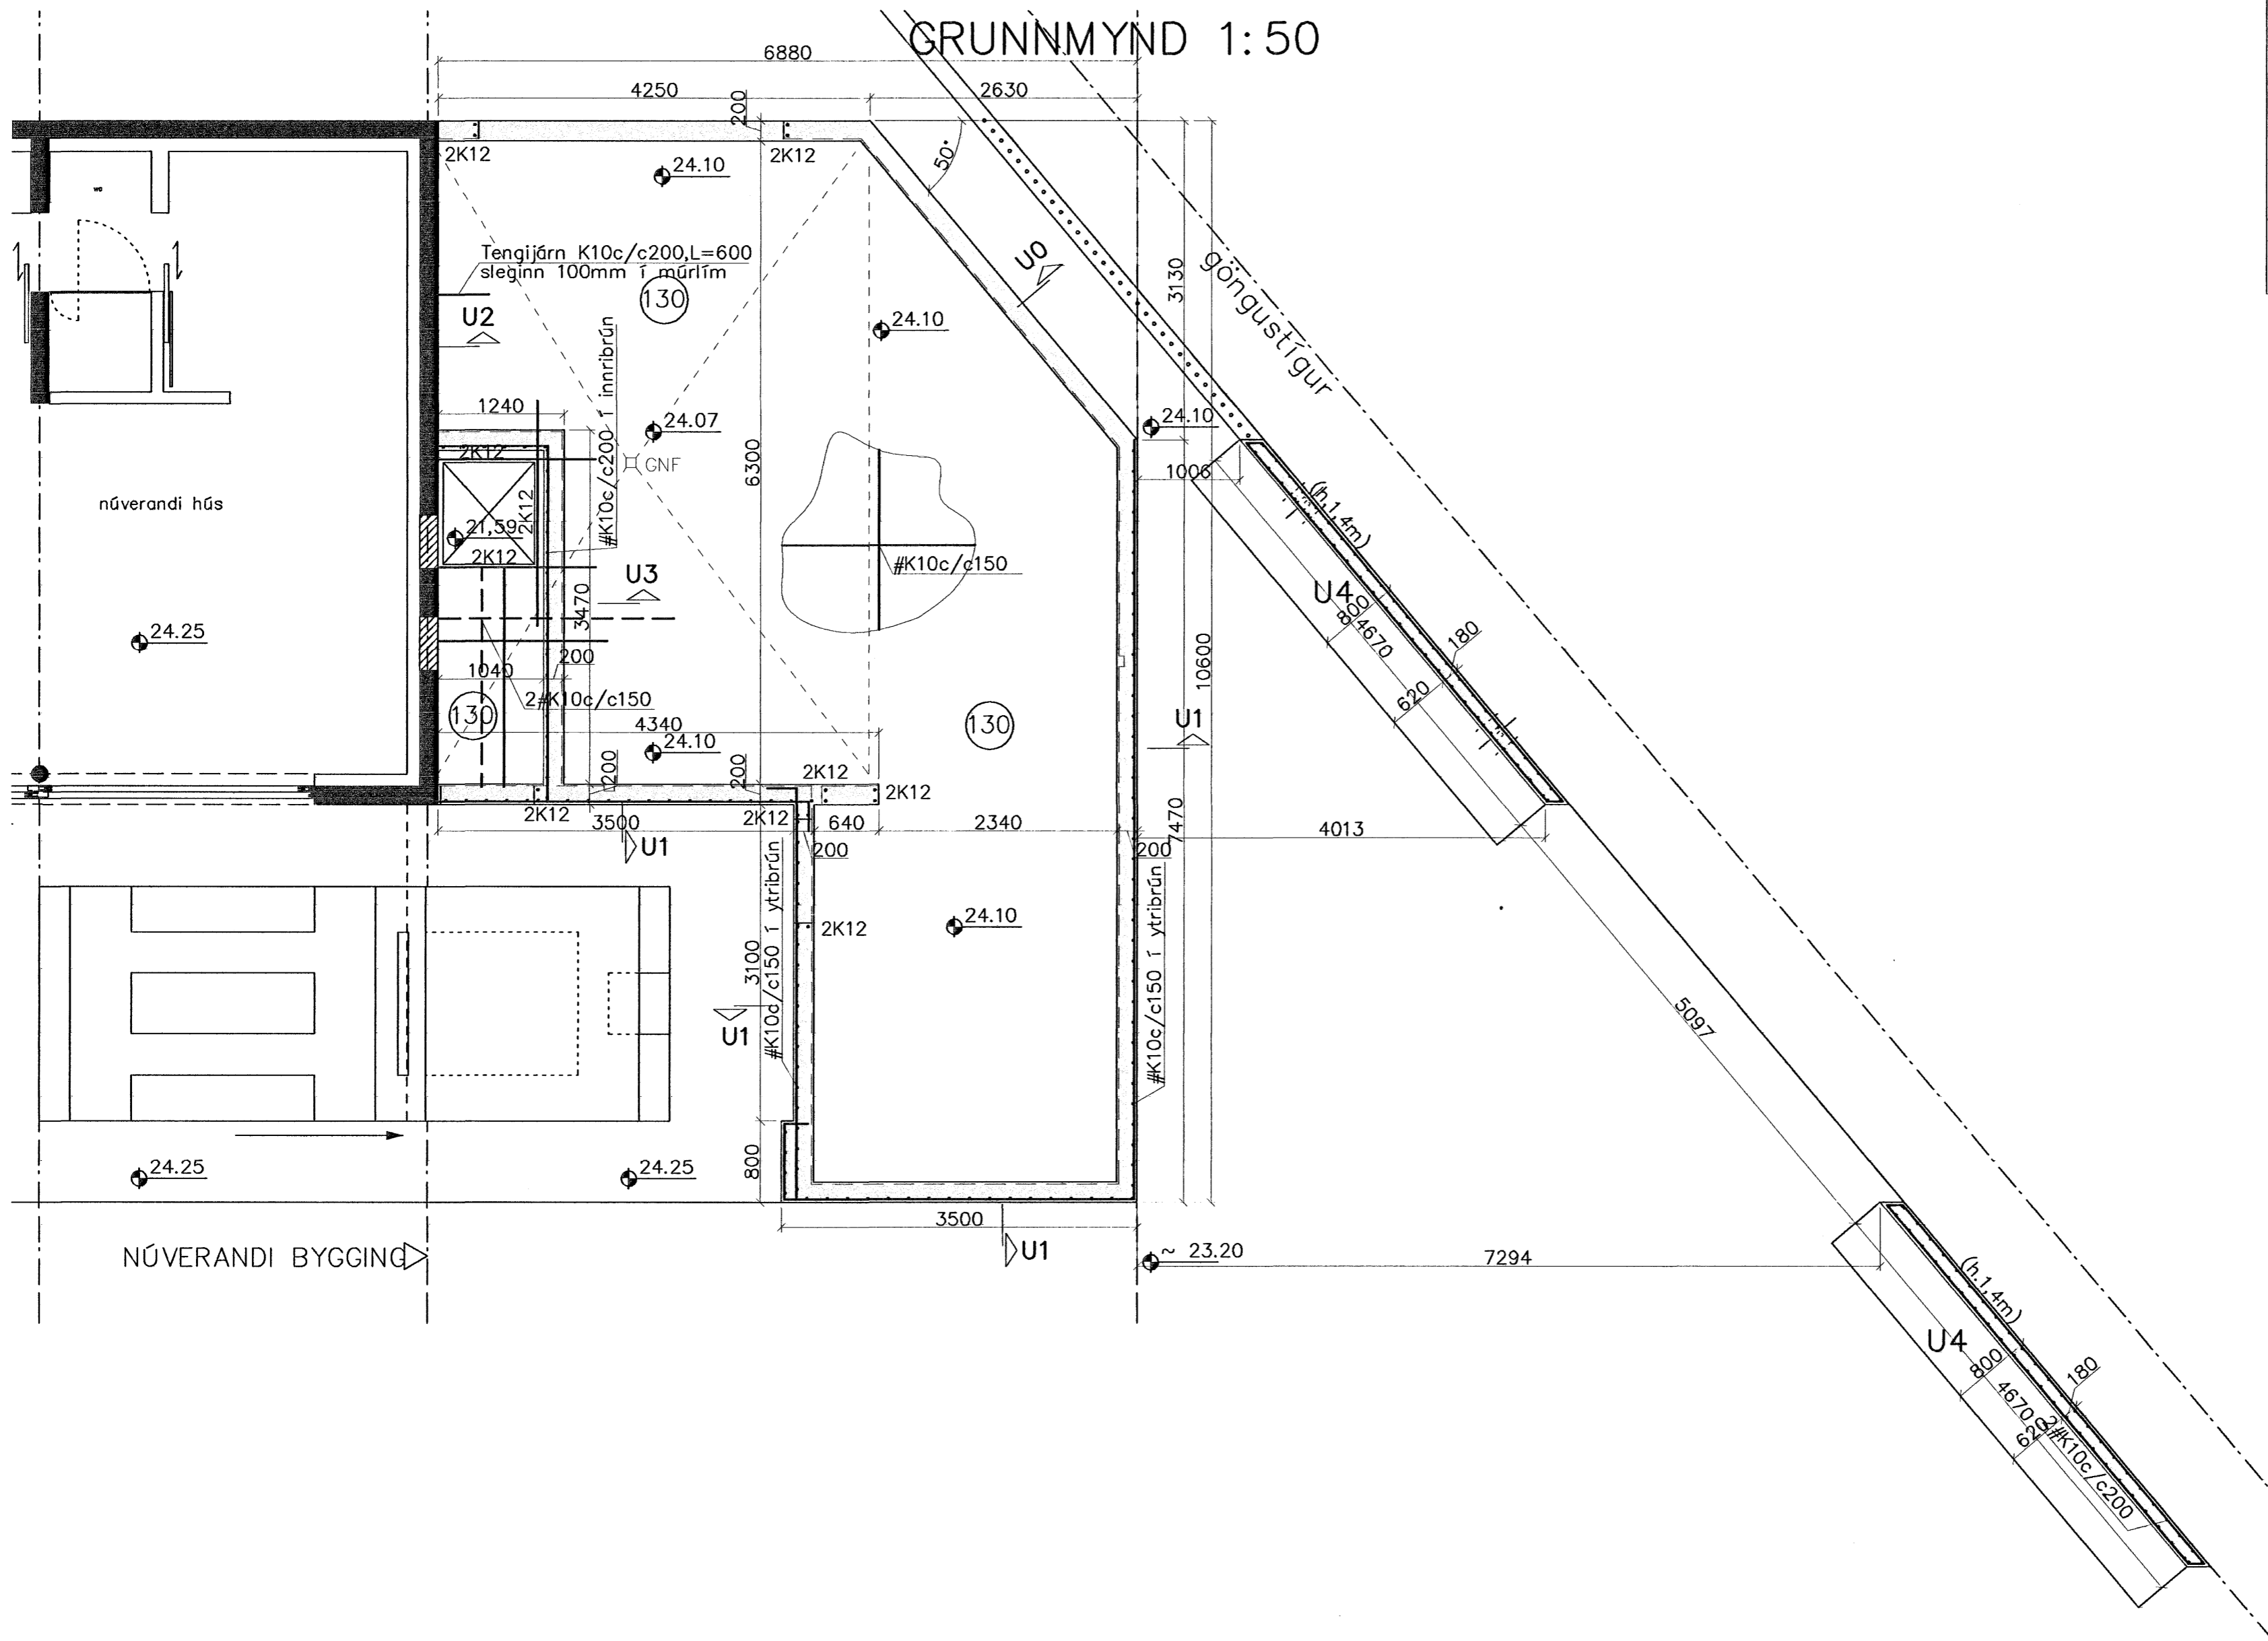 GRUNNMYND 1:50
6880
4250
2630
200
2K12
2K12
50°
24.10
wc
Tengijárn K10c/c200,L=600
sleginn 100mm í múrlím
130
U2
24.10
3130
göngustígur
#K10c/c200 í innribrún
1240
24.07
24.10
GNF
6300
1006
2K12
núverandi hús
2K12
21,59
2K12
(h.1,4m)
#K10c/c150
U3
U4
3470
800
4670
180
24.25
10600
200
1040
620
2#K10c/c150
130
130
4340
U1
24.10
200
200
2K12
2K12
2K12
3500
2K12
640
2340
4013
7470
U1
200
200
#K10c/c150 í ytribrún
#K10c/c150 í ytribrún
24.10
2K12
3100
U1
5097
800
24.25
24.25
3500
NÚVERANDI BYGGING
U1
~ 23.20
7294
(h.1,4m)
U4
800
180
4670
620
2#K10c/c200